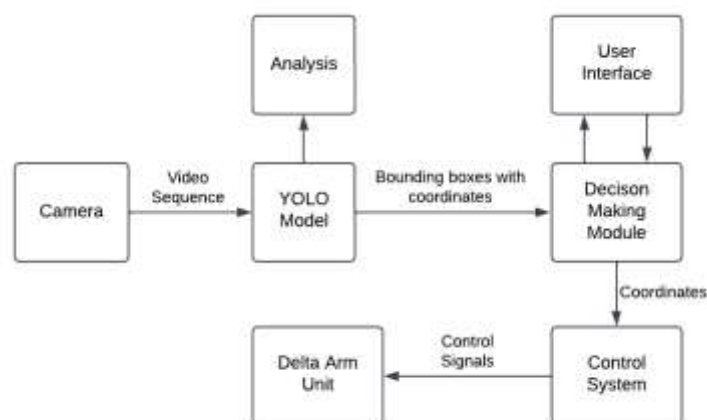 Analysis
User
Interface
Camera
Video
Sequence
YOLO
Model
Bounding boxes with
coordinates
Decison
Making
Module
Coordinates
Delta Arm
Unit
Control
Signals
Control
System